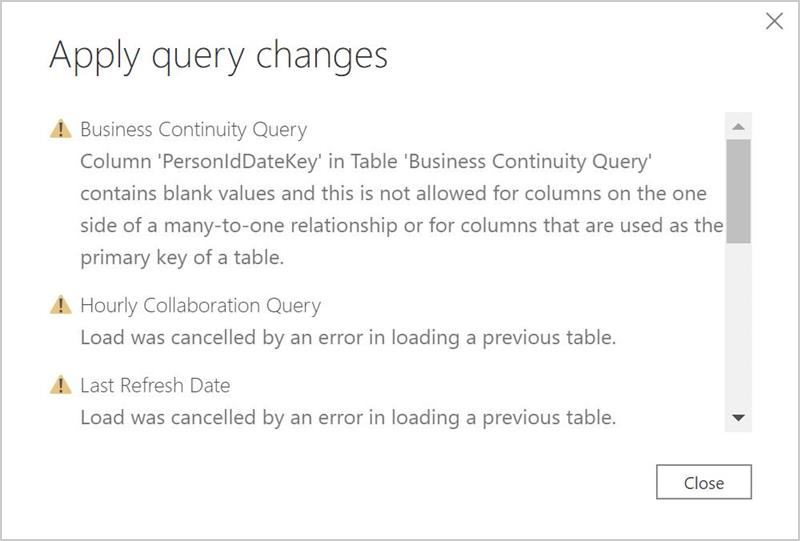 Apply query changes
Business Continuity Query
Column 'PersonIdDateKey' in Table 'Business Continuity Query'
contains blank values and this is not allowed for columns on the one
side of a many-to-one relationship or for columns that are used as the
primary key of a table.
Hourly Collaboration Query
Load was cancelled by an error in loading a previous table.
Last Refresh Date
Load was cancelled by an error in loading a previous table.
Close